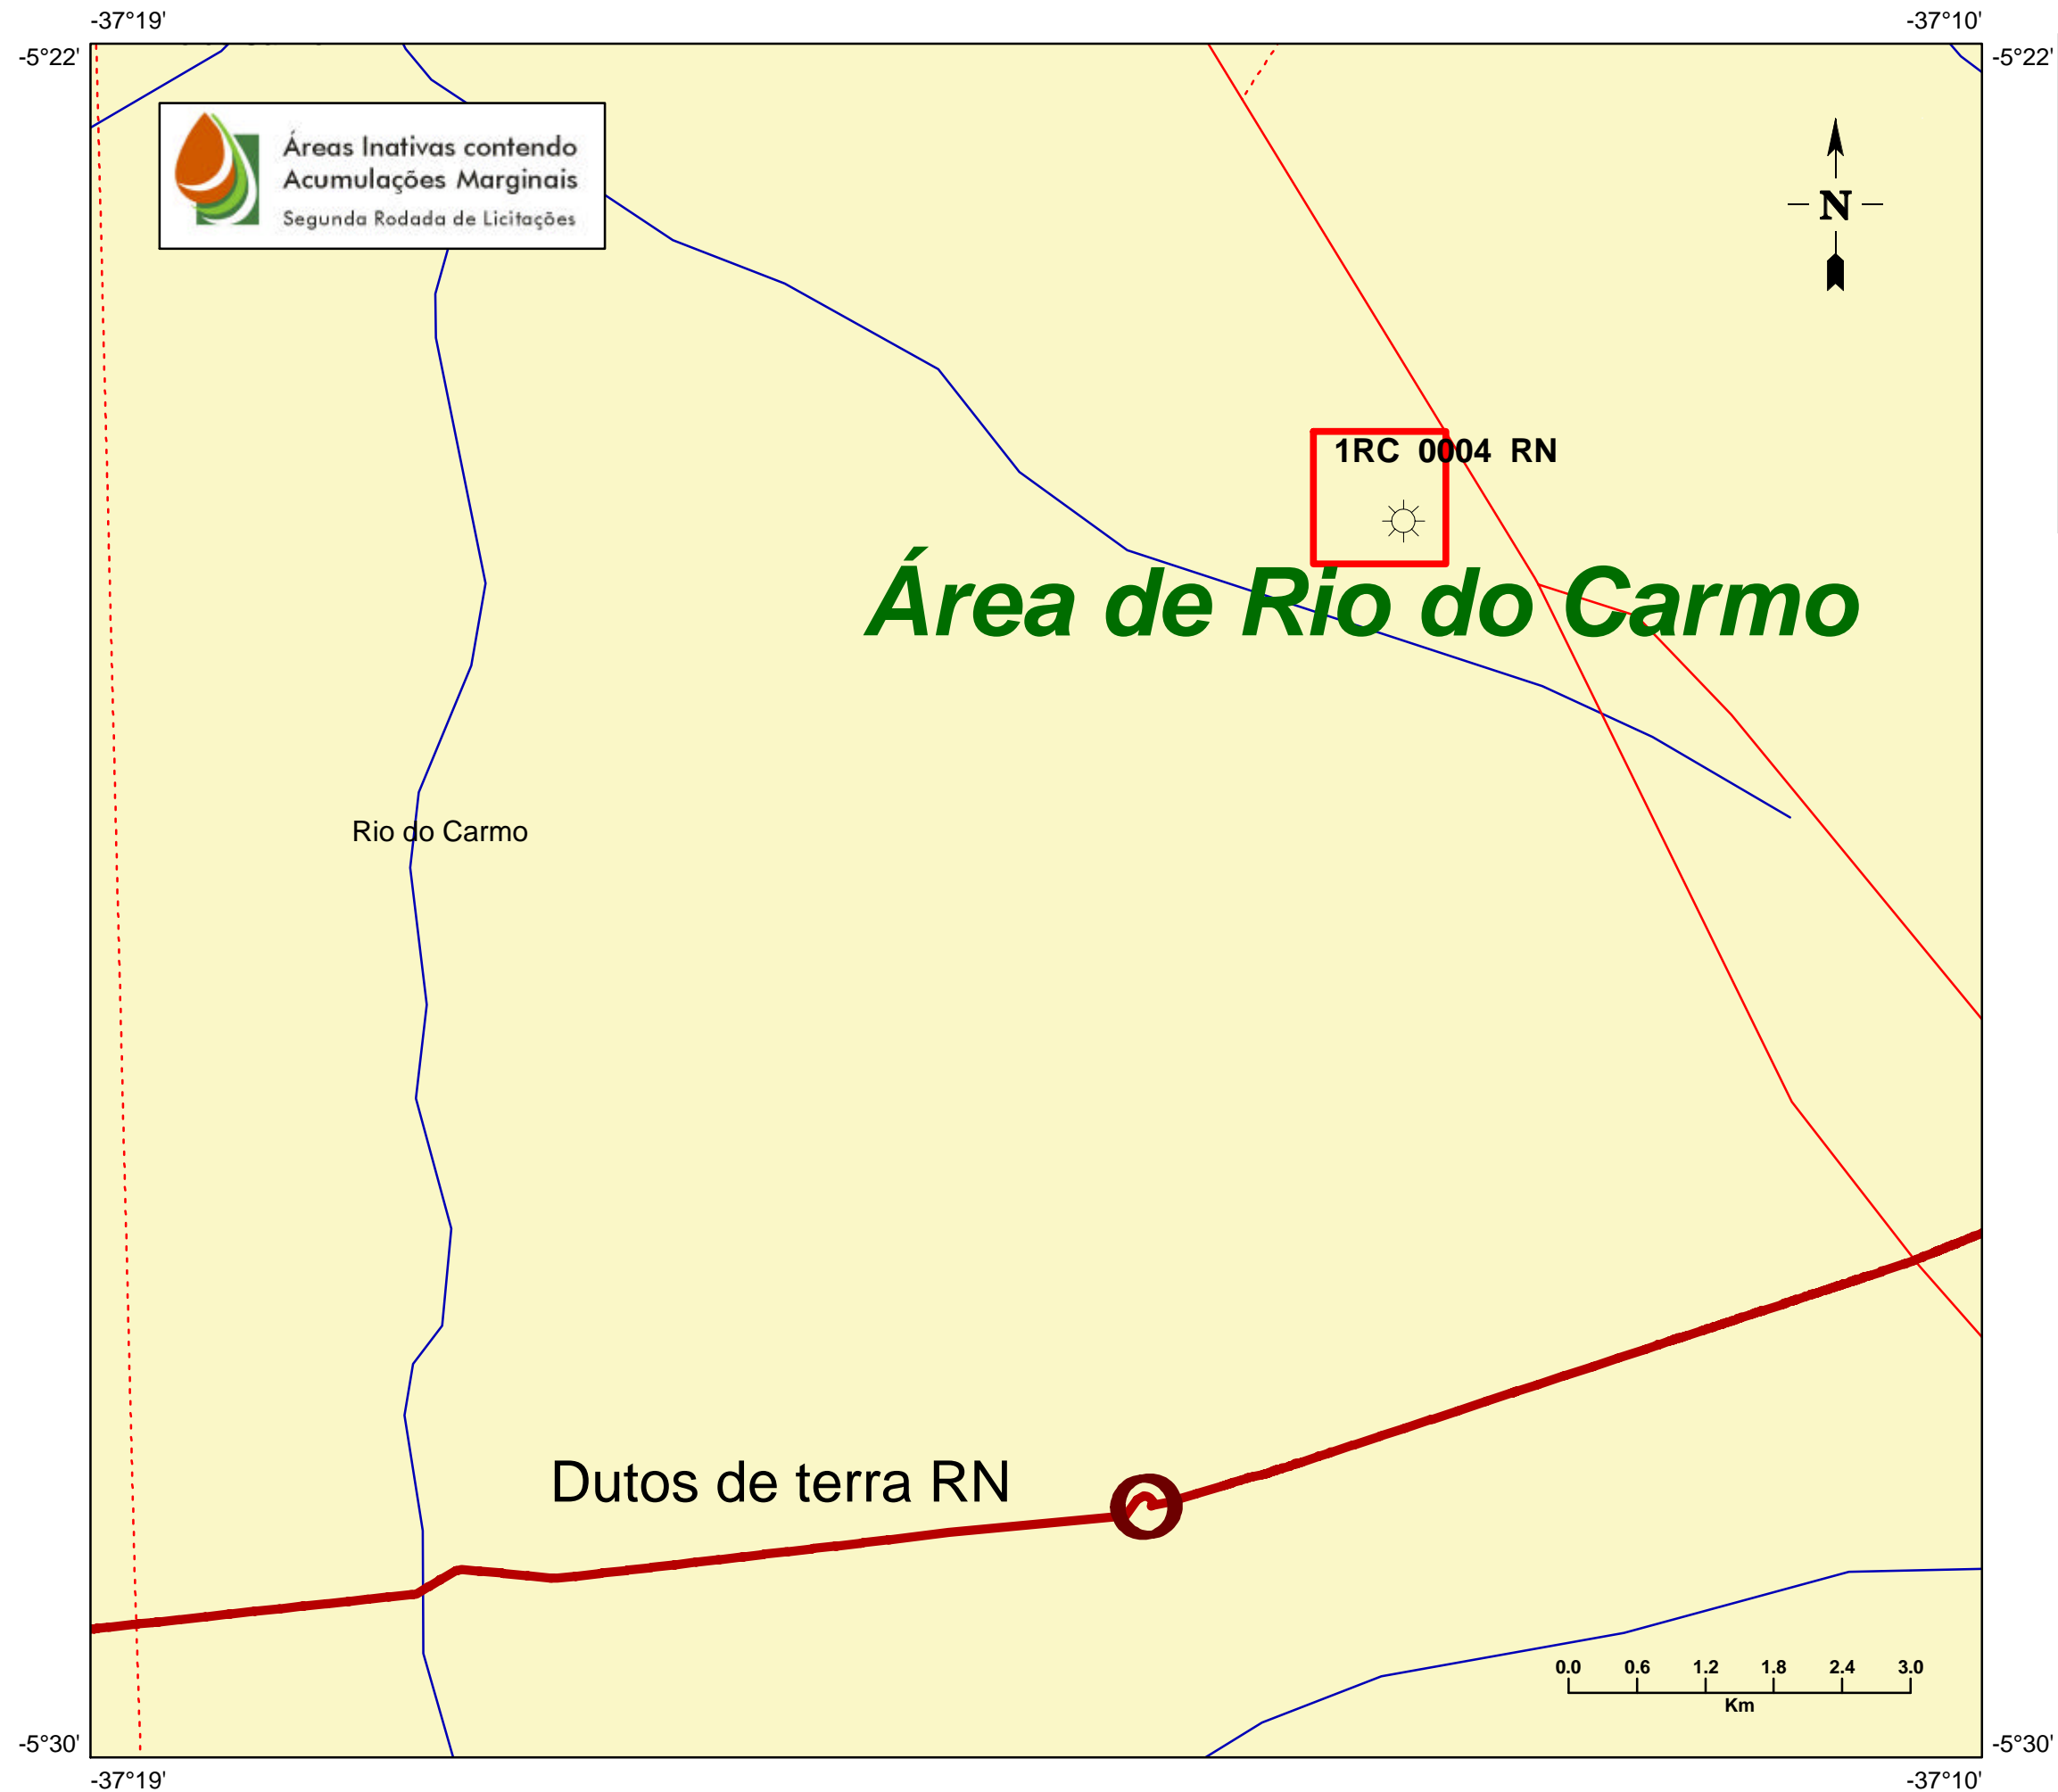 -37°19'
-37°10'
-5°22'
-5°22'
Áreas Inativas contendo
Acumulações Marginais
Segunda Rodada de Licitações
N
1RC 0004 RN
Área de Rio do Carmo
Rio do Carmo
Dutos de terra RN
0.0 0.6 1.2 1.8 2.4 3.0
Km
-5°30'
-5°30'
-37°19'
-37°10'